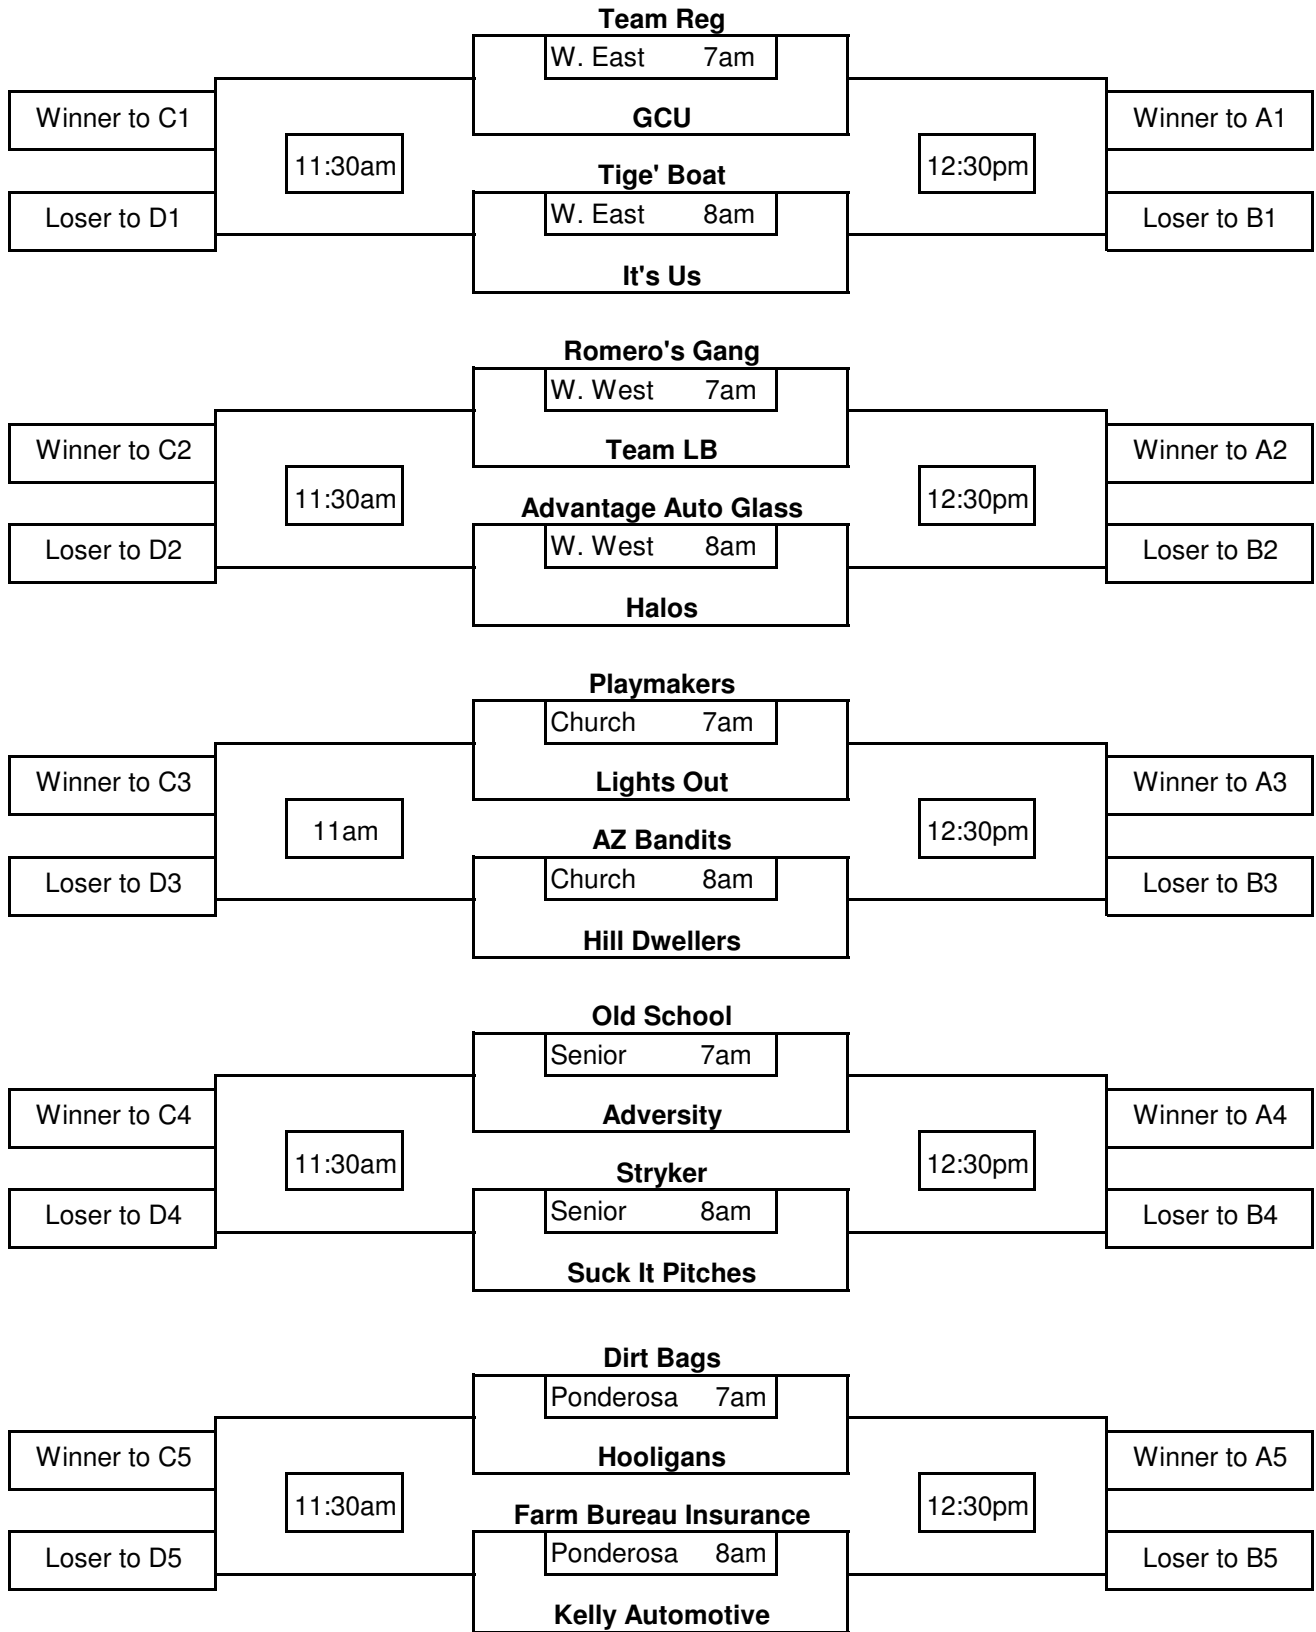 Team Reg
W. East 7am
Winner to C1
GCU
Winner to A1
11:30am
12:30pm
Tige' Boat
Loser to D1
W. East 8am
Loser to B1
It's Us
Romero's Gang
W. West 7am
Winner to C2
Team LB
Winner to A2
11:30am
12:30pm
Advantage Auto Glass
Loser to D2
W. West 8am
Loser to B2
Halos
Playmakers
Church 7am
Winner to C3
Lights Out
Winner to A3
11am
12:30pm
AZ Bandits
Loser to D3
Church 8am
Loser to B3
Hill Dwellers
Old School
Senior 7am
Winner to C4
Adversity
Winner to A4
11:30am
12:30pm
Stryker
Loser to D4
Senior 8am
Loser to B4
Suck It Pitches
Dirt Bags
Ponderosa 7am
Winner to C5
Hooligans
Winner to A5
11:30am
12:30pm
Farm Bureau Insurance
Loser to D5
Ponderosa 8am
Loser to B5
Kelly Automotive